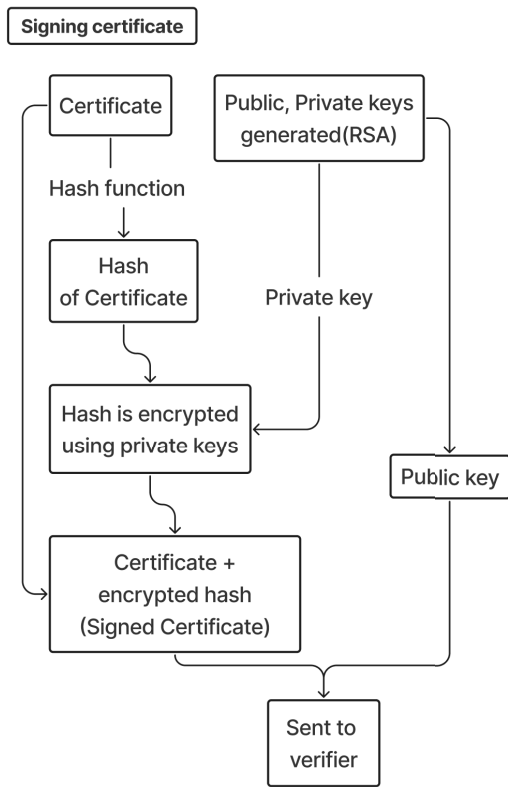 Signing certificate
Certificate
Public, Private keys
generated(RSA)
Hash function
Hash
of Certificate
Private key
Hash is encrypted
using private keys
Public key
Certificate +
encrypted hash
(Signed Certificate)
Sent to
verifier